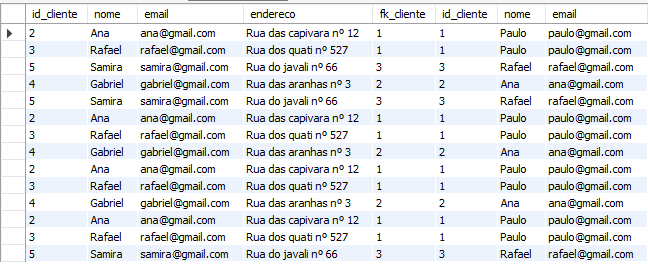 id_cliente nome email endereco fk_cliente id_cliente nome email
2 Ana ana@gmail.com Rua das capivara nº 12 1 1 Paulo paulo@gmail.com
3 Rafael rafael@gmail.com Rua dos quati nº 527 1 1 Paulo paulo@gmail.com
5 Samira samira@gmail.com Rua do javali nº 66 3 3 Rafael rafael@gmail.com
4 Gabriel gabriel@gmail.com Rua das aranhas nº 3 2 2 Ana ana@gmail.com
5 Samira samira@gmail.com Rua do javali nº 66 3 3 Rafael rafael@gmail.com
2 Ana ana@gmail.com Rua das capivara nº 12 1 1 Paulo paulo@gmail.com
3 Rafael rafael@gmail.com Rua dos quati nº 527 1 1 Paulo paulo@gmail.com
4 Gabriel gabriel@gmail.com Rua das aranhas nº 3 2 2 Ana ana@gmail.com
2 Ana ana@gmail.com Rua das capivara nº 12 1 1 Paulo paulo@gmail.com
3 Rafael rafael@gmail.com Rua dos quati nº 527 1 1 Paulo paulo@gmail.com
4 Gabriel gabriel@gmail.com Rua das aranhas nº 3 2 2 Ana ana@gmail.com
2 Ana ana@gmail.com Rua das capivara nº 12 1 1 Paulo paulo@gmail.com
3 Rafael rafael@gmail.com Rua dos quati nº 527 1 1 Paulo paulo@gmail.com
5 Samira samira@gmail.com Rua do javali nº 66 3 3 Rafael rafael@gmail.com